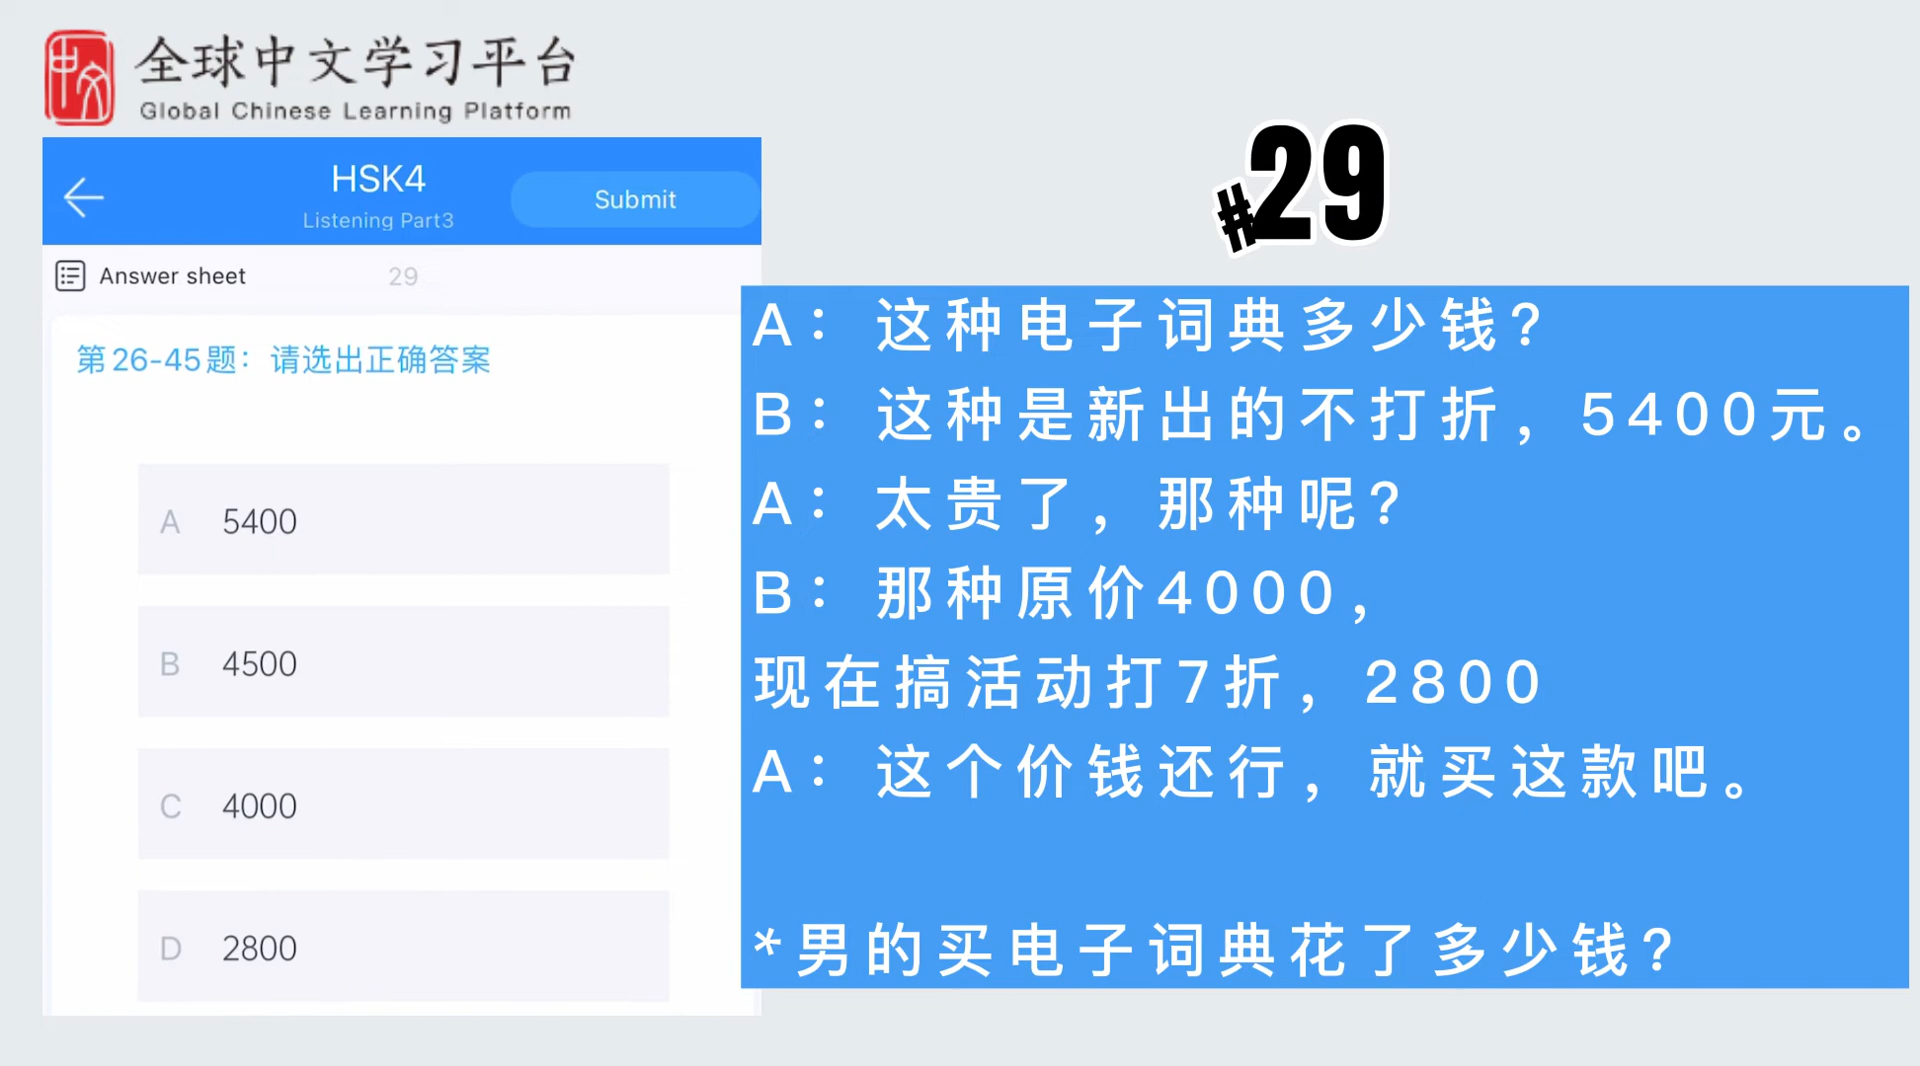 全球中文学习平台
Global Chinese Learning Platform
HSK4
Listening Part3
Submit
Answer sheet
29
第26-45题：请选出正确答案
A 5400
B 4500
C 4000
D 2800
#29
A：这种电子词典多少钱？
B：这种是新出的不打折，5400元。
A：太贵了，那种呢？
B：那种原价4000，
现在搞活动打7折，2800
A：这个价钱还行，就买这款吧。
*男的买电子词典花了多少钱？